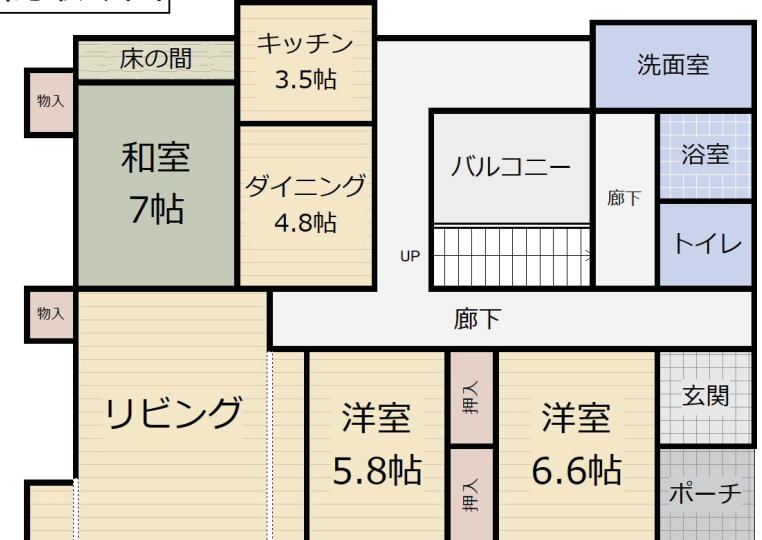 キッチン
3.5帖
床の間
洗面室
物入
和室
7帖
ダイニング
4.8帖
バルコニー
浴室
廊下
トイレ
UP
物入
廊下
リビング
洋室
5.8帖
押入
洋室
6.6帖
玄関
押入
ポーチ